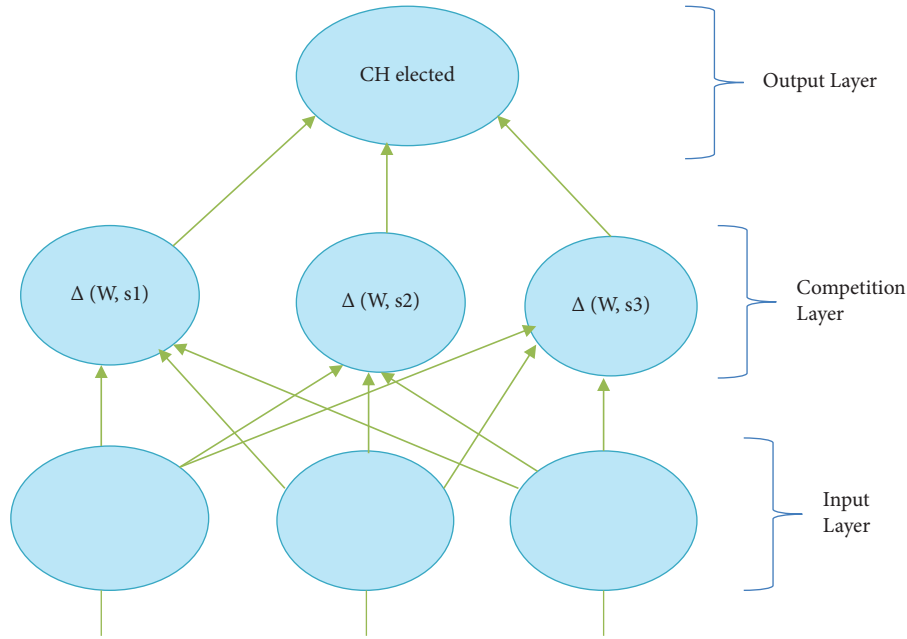 CH elected
Output Layer
Δ (W, s1)
Δ (W, s2)
Δ (W, s3)
Competition
Layer
Input
Layer